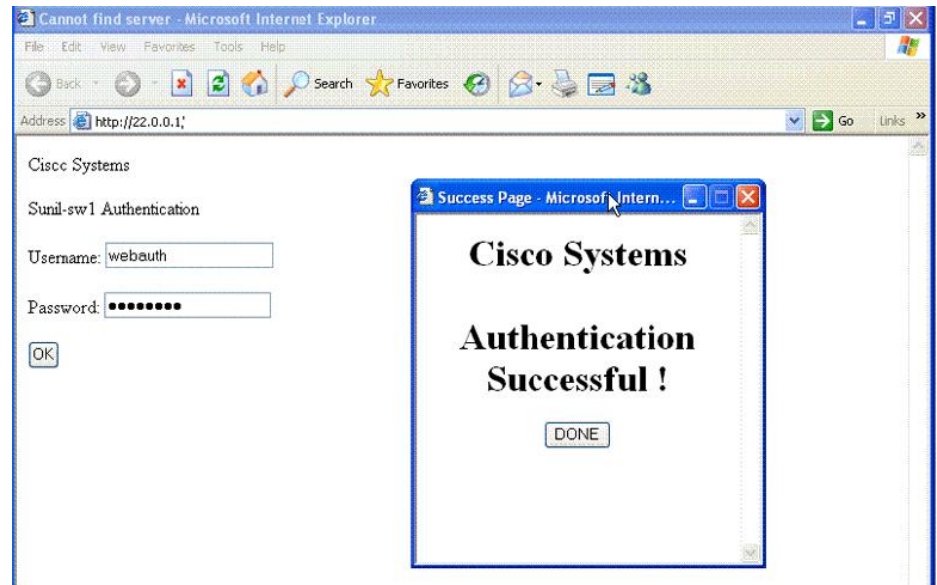 Cannot find server - Microsoft Internet Explorer
File Edit View Favorites Tools Help
Back Search Favorites
Address http://22.0.0.1;' Go Links »
Ciscc Systems
Sunil-sw1 Authentication
Username: webauth
Password: ●●●●●●●●
OK
Success Page - Microsoft Intern...
Cisco Systems
Authentication
Successful !
DONE